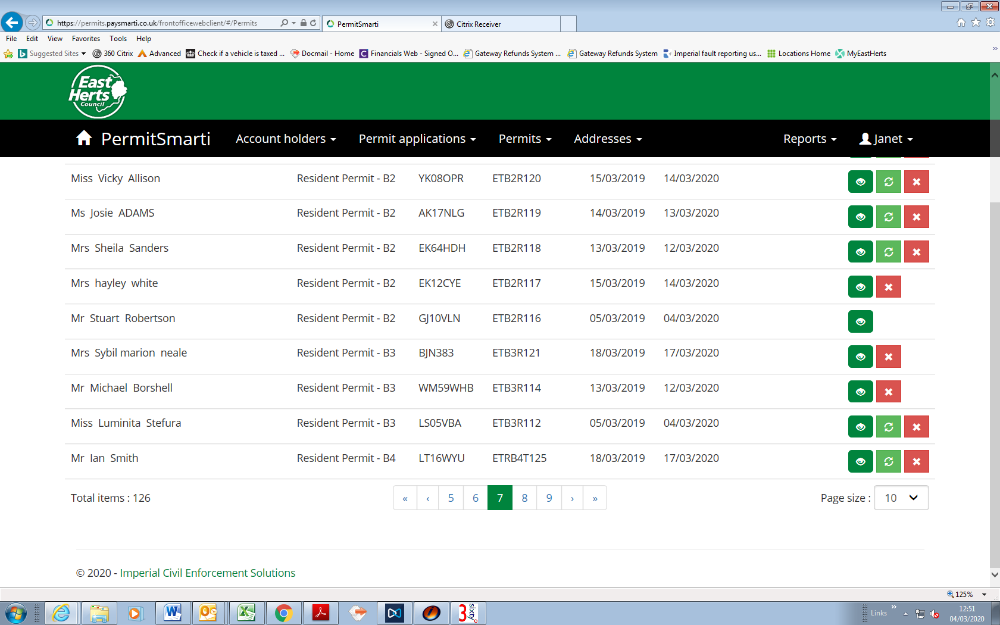 https://permits.paysmarti.co.uk/frontofficewebclient/#/Permits
PermitSmarti
Citrix Receiver
File Edit View Favorites Tools Help
Suggested Sites 360 Citrix Advanced Check if a vehicle is taxed ... Docmail - Home Financials Web - Signed O... Gateway Refunds System ... Gateway Refunds System Imperial fault reporting us... Locations Home MyEastHerts
East
Herts
Council
PermitSmarti Account holders Permit applications Permits Addresses Reports Janet
Miss Vicky Allison Resident Permit - B2 YK08OPR ETB2R120 15/03/2019 14/03/2020
Ms Josie ADAMS Resident Permit - B2 AK17NLG ETB2R119 14/03/2019 13/03/2020
Mrs Sheila Sanders Resident Permit - B2 EK64HDH ETB2R118 13/03/2019 12/03/2020
Mrs hayley white Resident Permit - B2 EK12CYE ETB2R117 15/03/2019 14/03/2020
Mr Stuart Robertson Resident Permit - B2 GJ10VLN ETB2R116 05/03/2019 04/03/2020
Mrs Sybil marion neale Resident Permit - B3 BJN383 ETB3R121 18/03/2019 17/03/2020
Mr Michael Borshell Resident Permit - B3 WM59WHB ETB3R114 13/03/2019 12/03/2020
Miss Luminita Stefura Resident Permit - B3 LS05VBA ETB3R112 05/03/2019 04/03/2020
Mr Ian Smith Resident Permit - B4 LT16WYU ETRB4T125 18/03/2019 17/03/2020
Total items : 126 « ‹ 5 6 7 8 9 › » Page size : 10
© 2020 - Imperial Civil Enforcement Solutions
125%
3 sixty
Links
12:51
04/03/2020